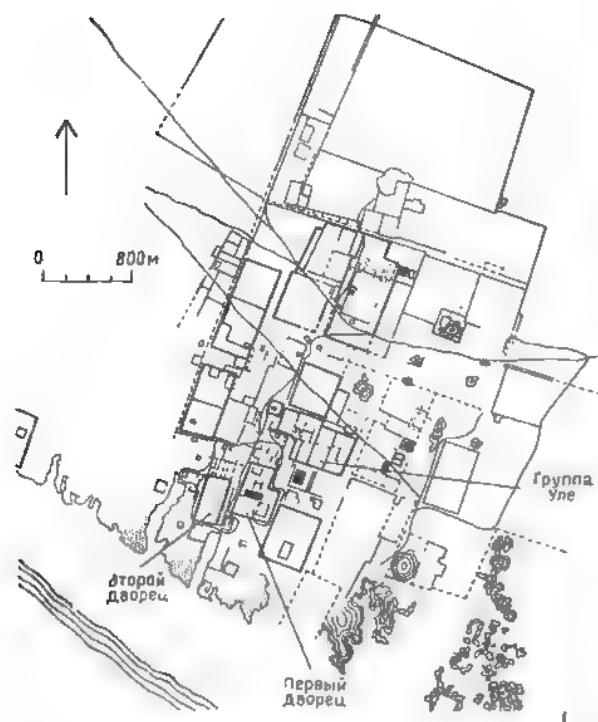 0 800м
Группа
Уле
Второй
дворец
Первый
дворец